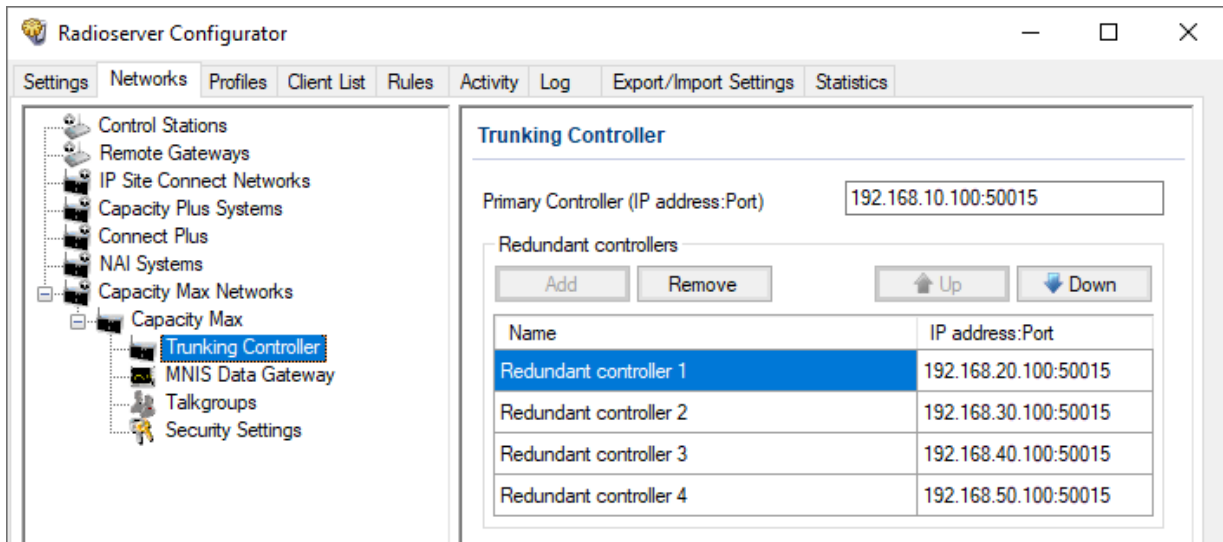 Radioserver Configurator
Settings Networks Profiles Client List Rules Activity Log Export/Import Settings Statistics
Control Stations
Remote Gateways
IP Site Connect Networks
Capacity Plus Systems
Connect Plus
NAI Systems
Capacity Max Networks
Capacity Max
Trunking Controller
MNIS Data Gateway
Talkgroups
Security Settings
Trunking Controller
Primary Controller (IP address:Port) 192.168.10.100:50015
Redundant controllers
Add Remove Up Down
Name IP address:Port
Redundant controller 1 192.168.20.100:50015
Redundant controller 2 192.168.30.100:50015
Redundant controller 3 192.168.40.100:50015
Redundant controller 4 192.168.50.100:50015